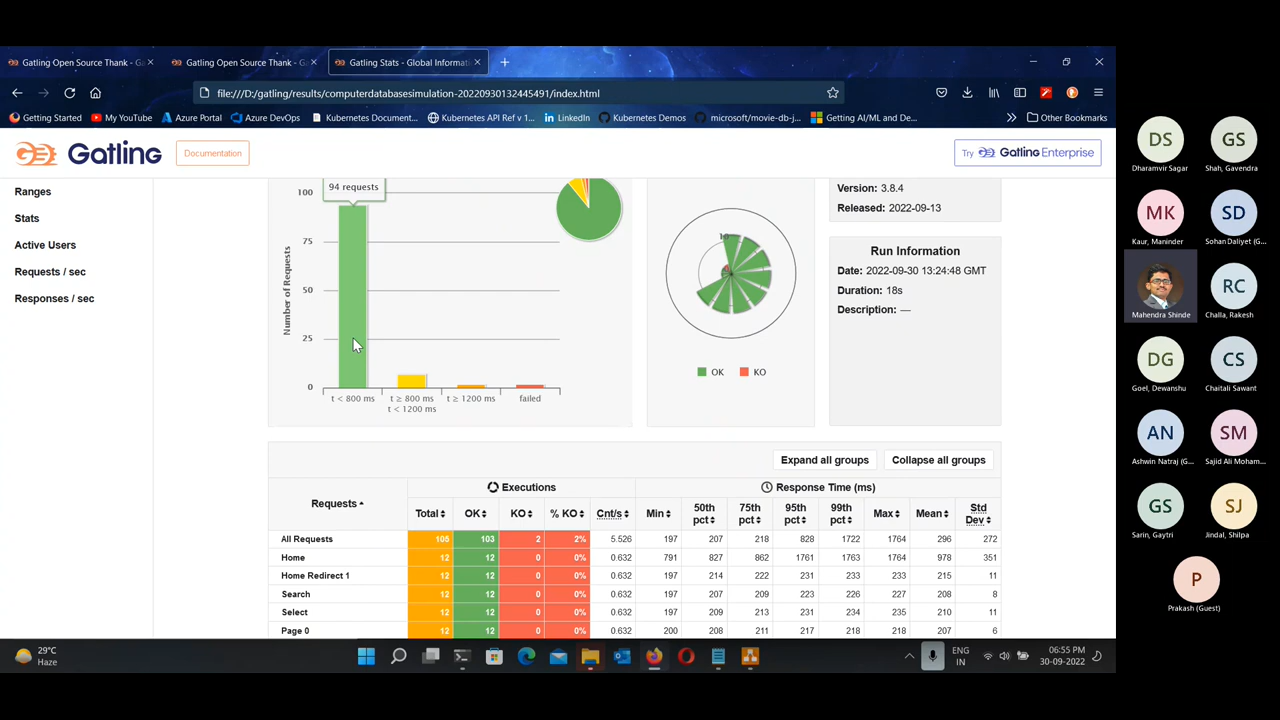 Gatling Open Source Thank - G
Gatling Open Source Thank - G
Gatling Stats - Global Informati
file:///D:/gatling/results/computerdatabasesimulation-20220930132445491/index.html
Getting Started
My YouTube
Azure Portal
Azure DevOps
Kubernetes Document...
Kubernetes API Ref v 1...
LinkedIn
Kubernetes Demos
microsoft/movie-db-j...
Getting AI/ML and De...
Other Bookmarks
Gatling
Documentation
Try Gatling Enterprise
Ranges
Stats
Active Users
Requests / sec
Responses / sec
94 requests
100
75
50
25
0
Number of Requests
t < 800 ms
t ≥ 800 ms
t < 1200 ms
t ≥ 1200 ms
failed
10
OK KO
Version: 3.8.4
Released: 2022-09-13
Run Information
Date: 2022-09-30 13:24:48 GMT
Duration: 18s
Description: —
Expand all groups
Collapse all groups
Executions Response Time (ms)
Requests Total OK KO % KO Cnt/s Min 50th pct 75th pct 95th pct 99th pct Max Mean Std Dev
All Requests 105 103 2 2% 5.526 197 207 218 828 1722 1764 296 272
Home 12 12 0 0% 0.632 791 827 862 1761 1763 1764 978 351
Home Redirect 1 12 12 0 0% 0.632 197 214 222 231 233 233 215 11
Search 12 12 0 0% 0.632 197 207 209 223 226 227 208 8
Select 12 12 0 0% 0.632 197 209 213 231 234 235 210 11
Page 0 12 12 0 0% 0.632 200 208 211 217 218 218 207 6
29°C
Haze
ENG
IN
06:55 PM
30-09-2022
DS
Dharamvir Sagar
GS
Shah, Gavendra
MK
Kaur, Maninder
SD
Sohan Daliyet (G...
Mahendra Shinde
RC
Challa, Rakesh
DG
Goel, Dewanshu
CS
Chaitali Sawant
AN
Ashwin Natraj (G...
SM
Sajid Ali Moham...
GS
Sarin, Gaytri
SJ
Jindal, Shilpa
P
Prakash (Guest)